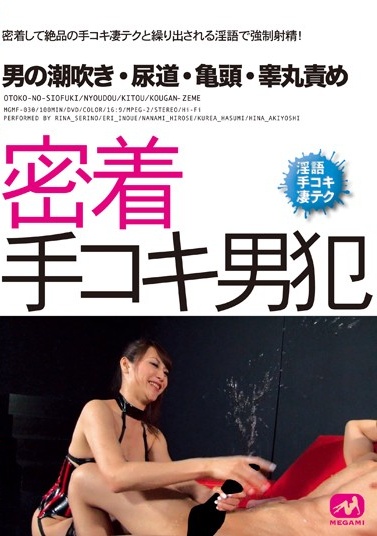 密着して絶品の手コキ凄テクと繰り出される淫語で強制射精！
男の潮吹き・尿道・亀頭・睾丸責め
OTOKO-NO-SIOFUKI/NYOUDOU/KITOU/KOUGAN-ZEME
MGMF-030/100MIN/DVD/COLOR/16:9/MPEG-2/STEREO/Hi-Fi
PERFORMED BY RINA_SERINO/ERI_INOUE/NANAMI_HIROSE/KUREA_HASUMI/HINA_AKIYOSHI
密着
淫語
手コキ
凄テク
手コキ男犯
MEGAMI